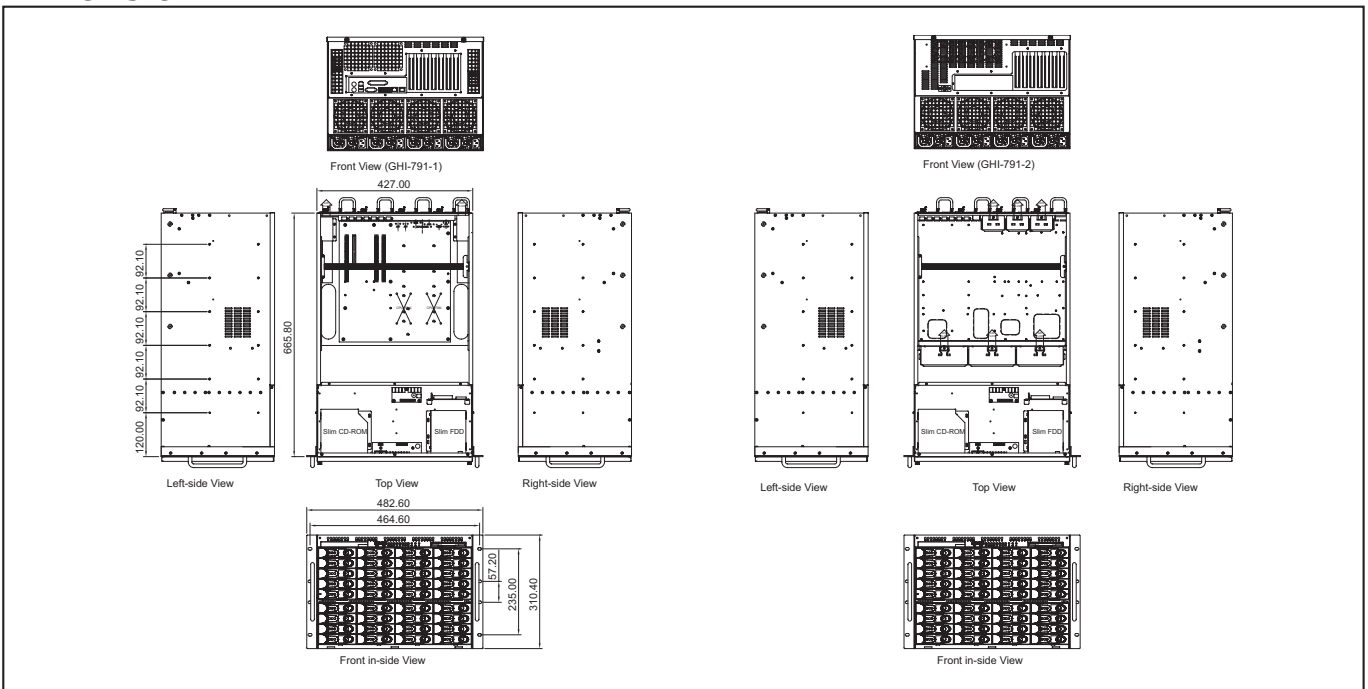 Front View (GHI-791-1)
Front View (GHI-791-2)
427.00
92.10
92.10
92.10
92.10
92.10
120.00
665.80
Slim CD-ROM
Slim FDD
Slim CD-ROM
Slim FDD
Left-side View
Top View
Right-side View
Left-side View
Top View
Right-side View
482.60
464.60
57.20
235.00
310.40
Front in-side View
Front in-side View